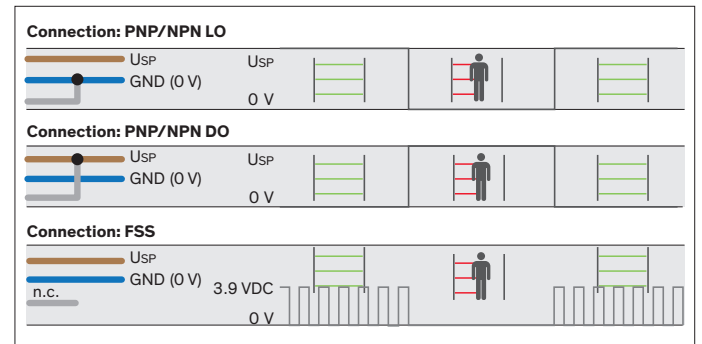 Connection: PNP/NPN LO
USP USP
GND (0 V)
0 V
Connection: PNP/NPN DO
USP USP
GND (0 V)
0 V
Connection: FSS
USP
GND (0 V)
n.c. 3.9 VDC
0 V